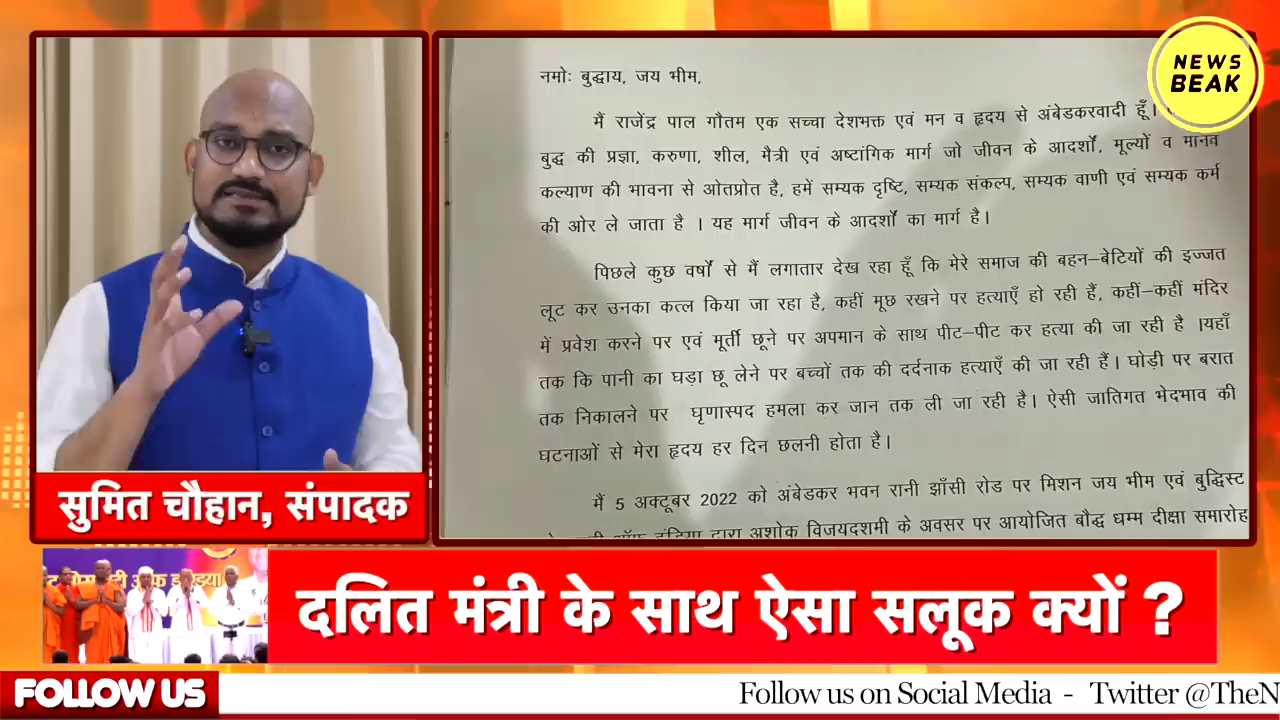 NEWS
BEAK
नमोः बुद्धाय, जय भीम,
मैं राजेंद्र पाल गौतम एक सच्चा देशभक्त एवं मन व हृदय से अंबेडकरवादी हूँ।
बुद्ध की प्रज्ञा, करुणा, शील, मैत्री एवं अष्टांगिक मार्ग जो जीवन के आदर्शों, मूल्यों व मानव
कल्याण की भावना से ओतप्रोत है, हमें सम्यक दृष्टि, सम्यक संकल्प, सम्यक वाणी एवं सम्यक कर्म
की ओर ले जाता है । यह मार्ग जीवन के आदर्शों का मार्ग है।
पिछले कुछ वर्षों से मैं लगातार देख रहा हूँ कि मेरे समाज की बहन–बेटियों की इज्जत
लूट कर उनका कत्ल किया जा रहा है, कहीं मूछ रखने पर हत्याएँ हो रही हैं, कहीं–कहीं मंदिर
में प्रवेश करने पर एवं मूर्ती छूने पर अपमान के साथ पीट–पीट कर हत्या की जा रही है ।यहाँ
तक कि पानी का घड़ा छू लेने पर बच्चों तक की दर्दनाक हत्याएँ की जा रही हैं। घोड़ी पर बरात
तक निकालने पर घृणास्पद हमला कर जान तक ली जा रही है। ऐसी जातिगत भेदभाव की
घटनाओं से मेरा हृदय हर दिन छलनी होता है।
मैं 5 अक्टूबर 2022 को अंबेडकर भवन रानी झाँसी रोड पर मिशन जय भीम एवं बुद्धिस्ट
द्वारा अशोक विजयदशमी के अवसर पर आयोजित बौद्ध धम्म दीक्षा समारोह
सुमित चौहान, संपादक
दलित मंत्री के साथ ऐसा सलूक क्यों ?
FOLLOW US
Follow us on Social Media - Twitter @TheN